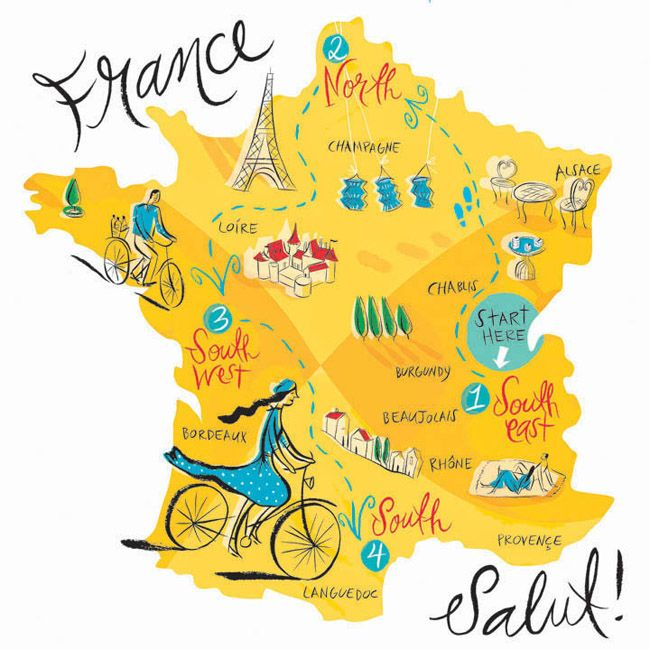 France
2
North
CHAMPAGNE
ALSACE
LOÍRE
CHABLIS
START
HERE
3
South
west
BURGUNDY
1
South
east
BEAUJOLAIS
BORDEAUX
RHÔNE
South
4
PROVENÇE
LANGUEDOC
Salut!